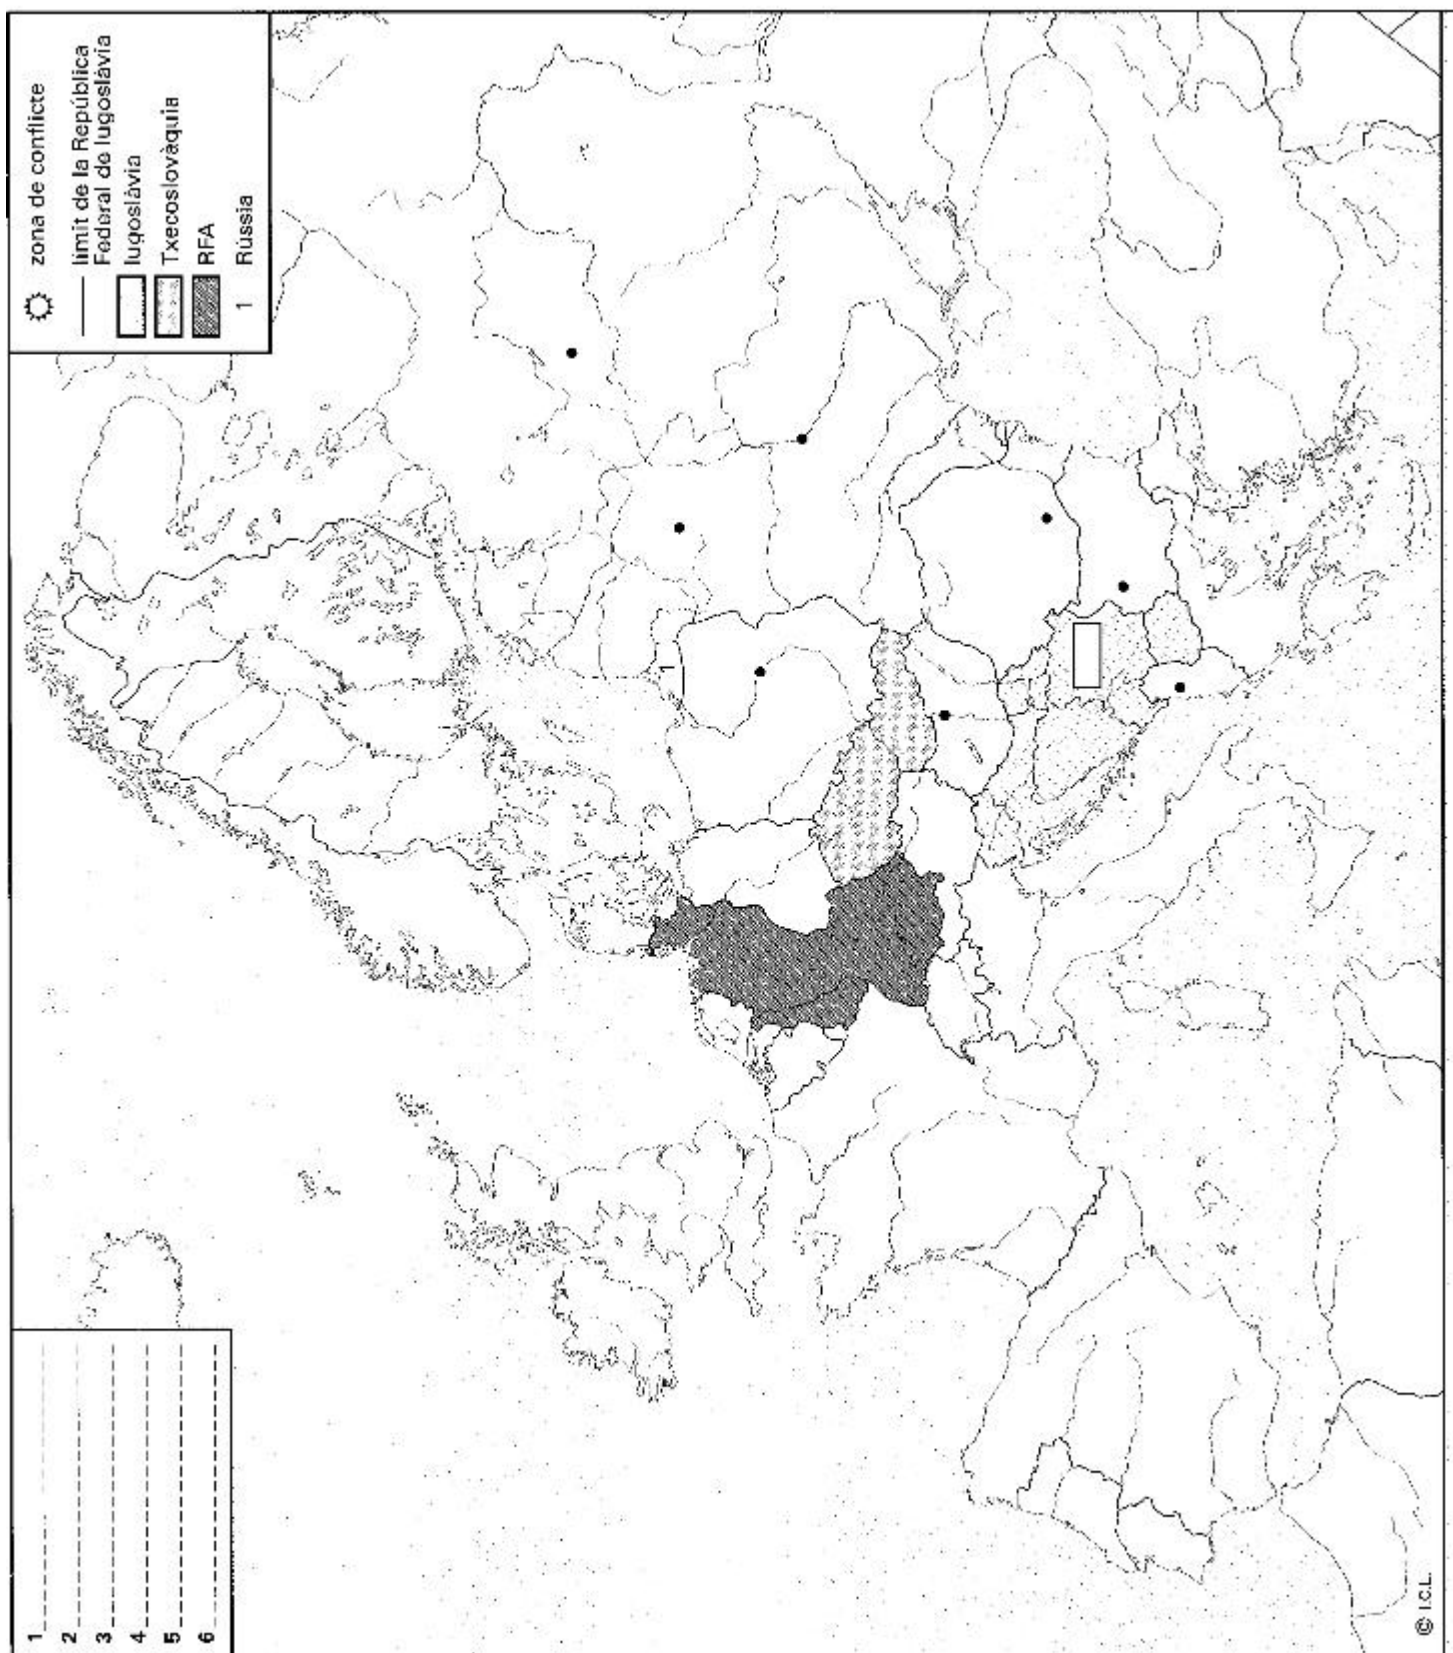 1
2
3
4
5
6
zona de conflicte
límit de la República
Federal de Iugoslàvia
Iugoslàvia
Txecoslovàquia
RFA
1 Rússia
1
© I.C.L.